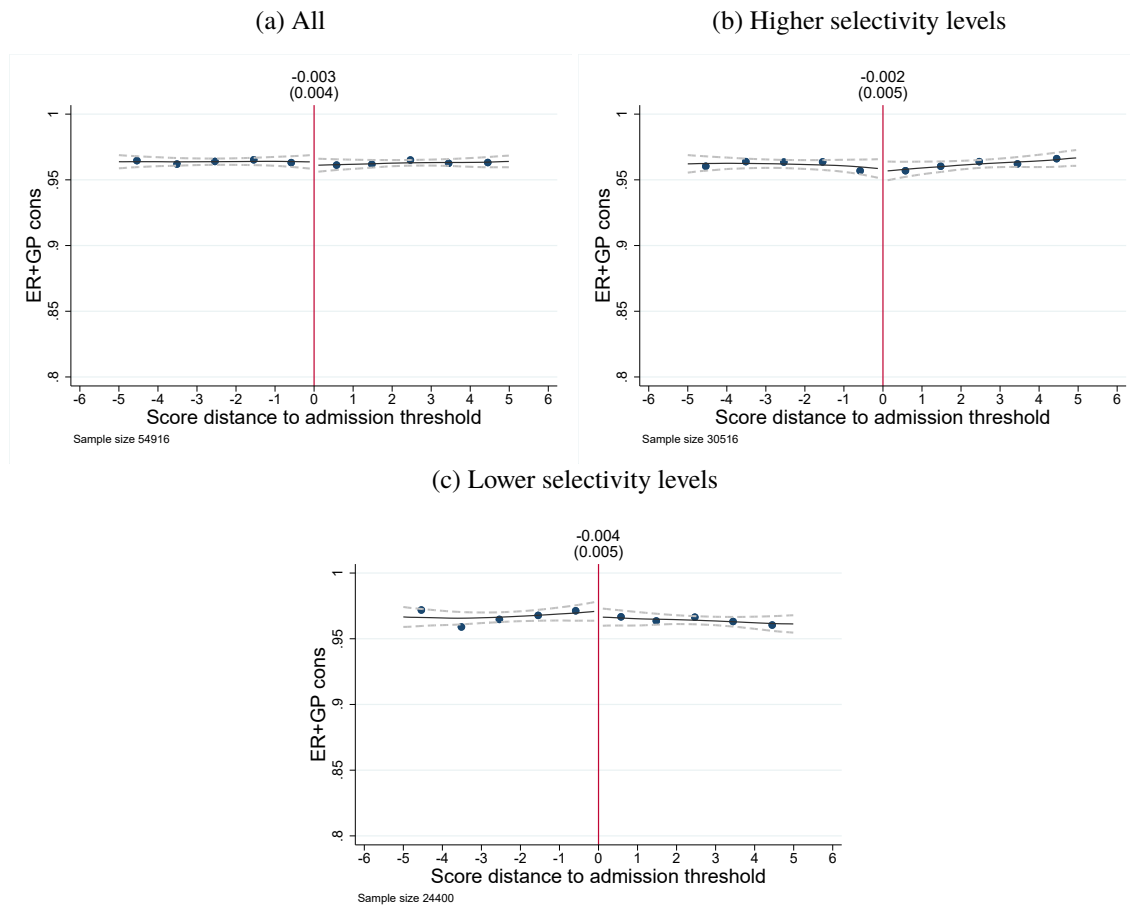 (a) All
-0.003
(0.004)
1
.95
.9
.85
.8
ER+GP cons
-6 -5 -4 -3 -2 -1 0 1 2 3 4 5 6
Score distance to admission threshold
Sample size 54916
(b) Higher selectivity levels
-0.002
(0.005)
1
.95
.9
.85
.8
ER+GP cons
-6 -5 -4 -3 -2 -1 0 1 2 3 4 5 6
Score distance to admission threshold
Sample size 30516
(c) Lower selectivity levels
-0.004
(0.005)
1
.95
.9
.85
.8
ER+GP cons
-6 -5 -4 -3 -2 -1 0 1 2 3 4 5 6
Score distance to admission threshold
Sample size 24400